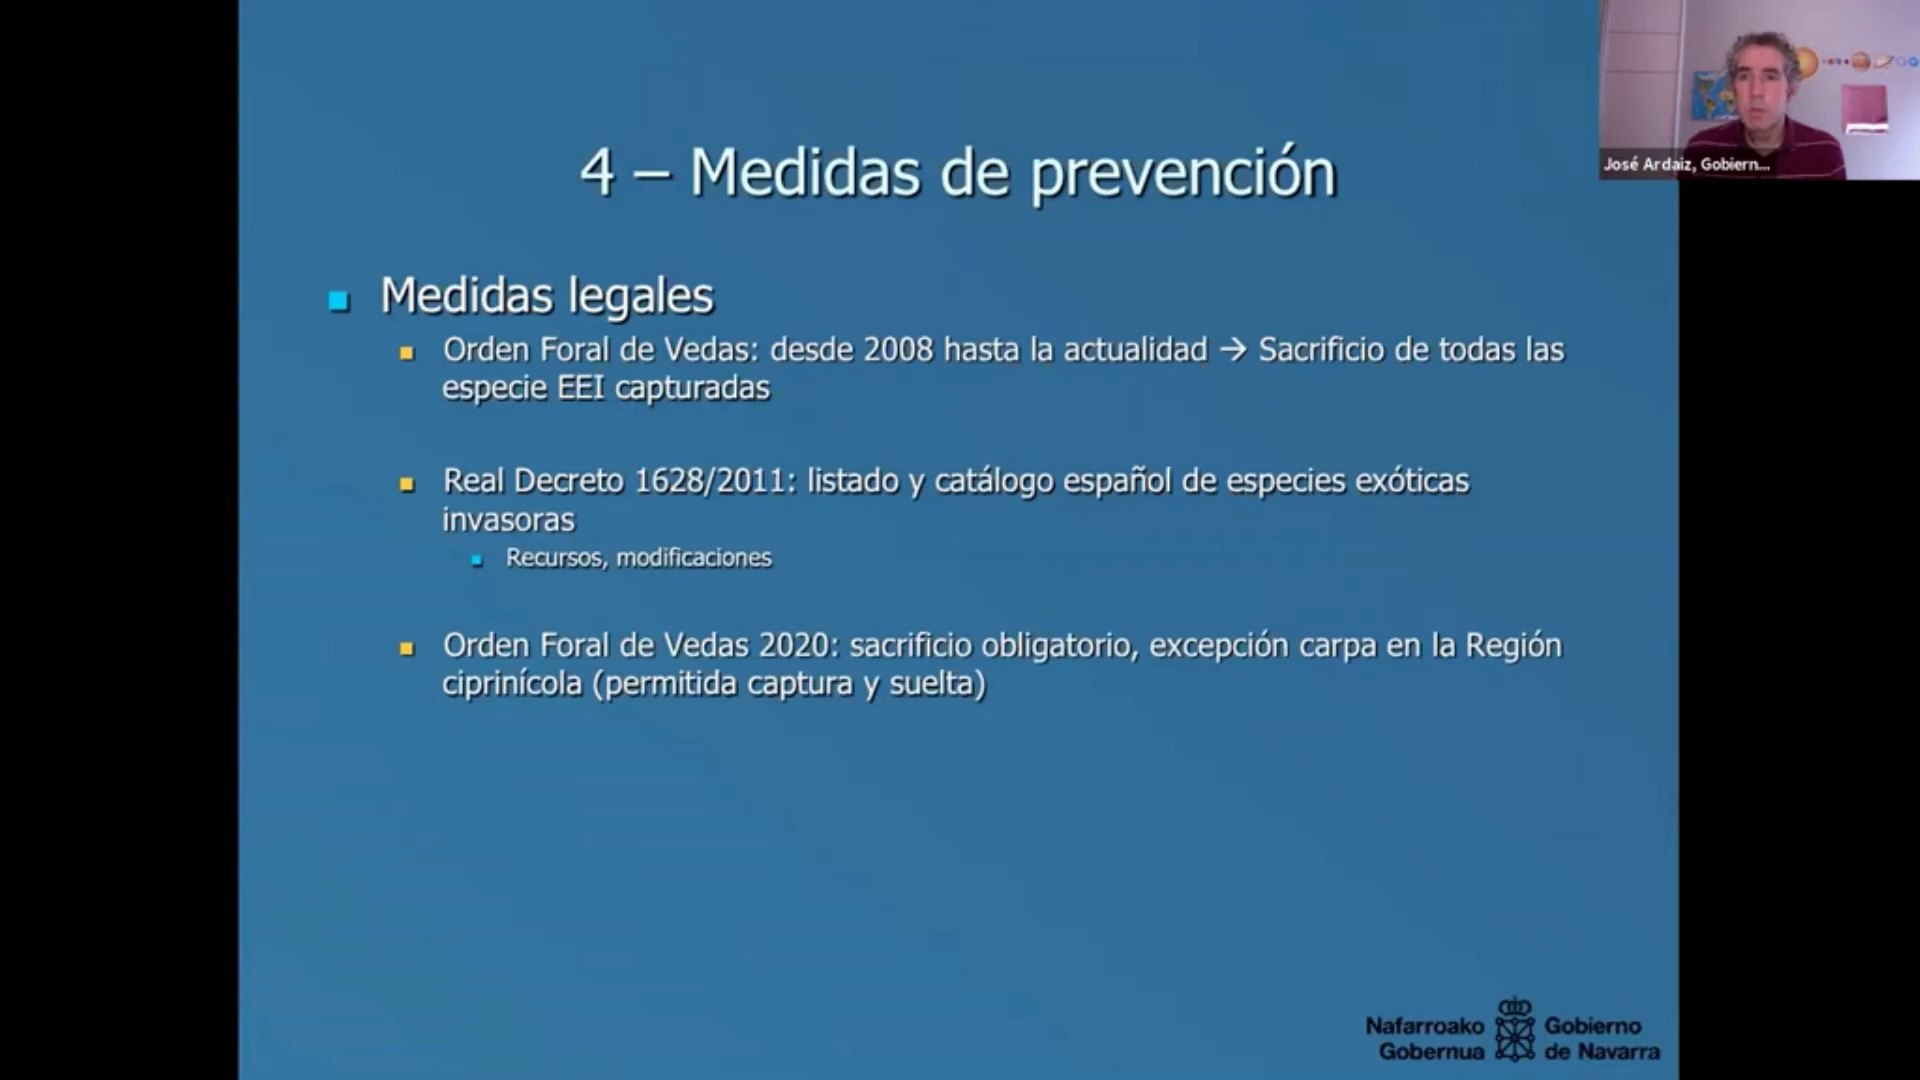 4 – Medidas de prevención
José Ardaiz, Gobiern...
Medidas legales
Orden Foral de Vedas: desde 2008 hasta la actualidad → Sacrificio de todas las
especie EEI capturadas
Real Decreto 1628/2011: listado y catálogo español de especies exóticas
invasoras
Recursos, modificaciones
Orden Foral de Vedas 2020: sacrificio obligatorio, excepción carpa en la Región
ciprinícola (permitida captura y suelta)
Nafarroako
Gobernua
Gobierno
de Navarra